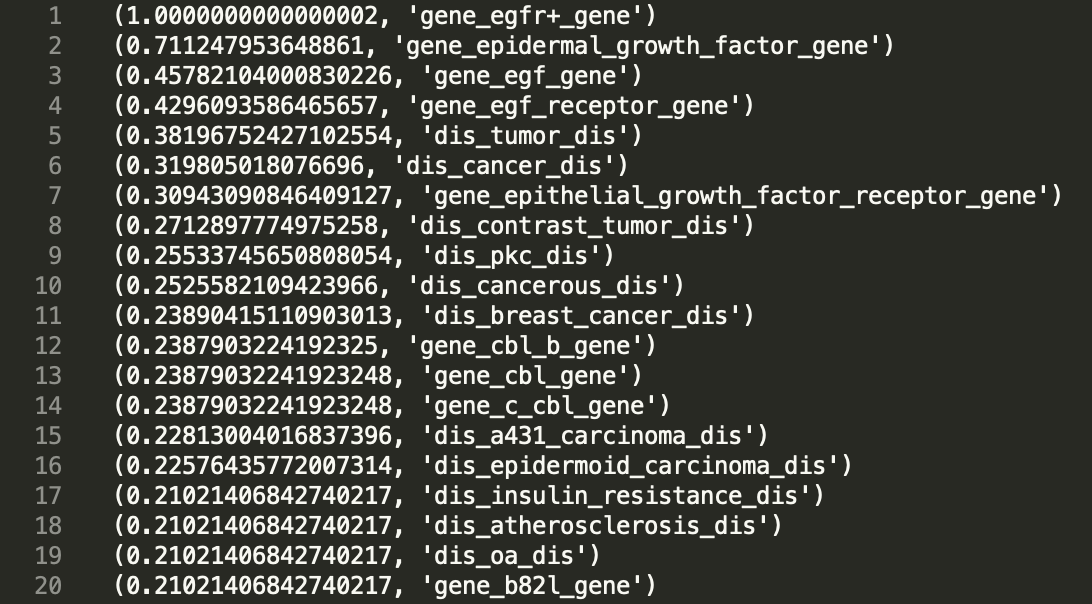 1 (1.0000000000000002, 'gene_egfr+_gene')
2 (0.711247953648861, 'gene_epidermal_growth_factor_gene')
3 (0.45782104000830226, 'gene_egf_gene')
4 (0.4296093586465657, 'gene_egf_receptor_gene')
5 (0.38196752427102554, 'dis_tumor_dis')
6 (0.319805018076696, 'dis_cancer_dis')
7 (0.30943090846409127, 'gene_epithelial_growth_factor_receptor_gene')
8 (0.2712897774975258, 'dis_contrast_tumor_dis')
9 (0.25533745650808054, 'dis_pkc_dis')
10 (0.2525582109423966, 'dis_cancerous_dis')
11 (0.23890415110903013, 'dis_breast_cancer_dis')
12 (0.2387903224192325, 'gene_cbl_b_gene')
13 (0.23879032241923248, 'gene_cbl_gene')
14 (0.23879032241923248, 'gene_c_cbl_gene')
15 (0.22813004016837396, 'dis_a431_carcinoma_dis')
16 (0.22576435772007314, 'dis_epidermoid_carcinoma_dis')
17 (0.21021406842740217, 'dis_insulin_resistance_dis')
18 (0.21021406842740217, 'dis_atherosclerosis_dis')
19 (0.21021406842740217, 'dis_oa_dis')
20 (0.21021406842740217, 'gene_b82l_gene')